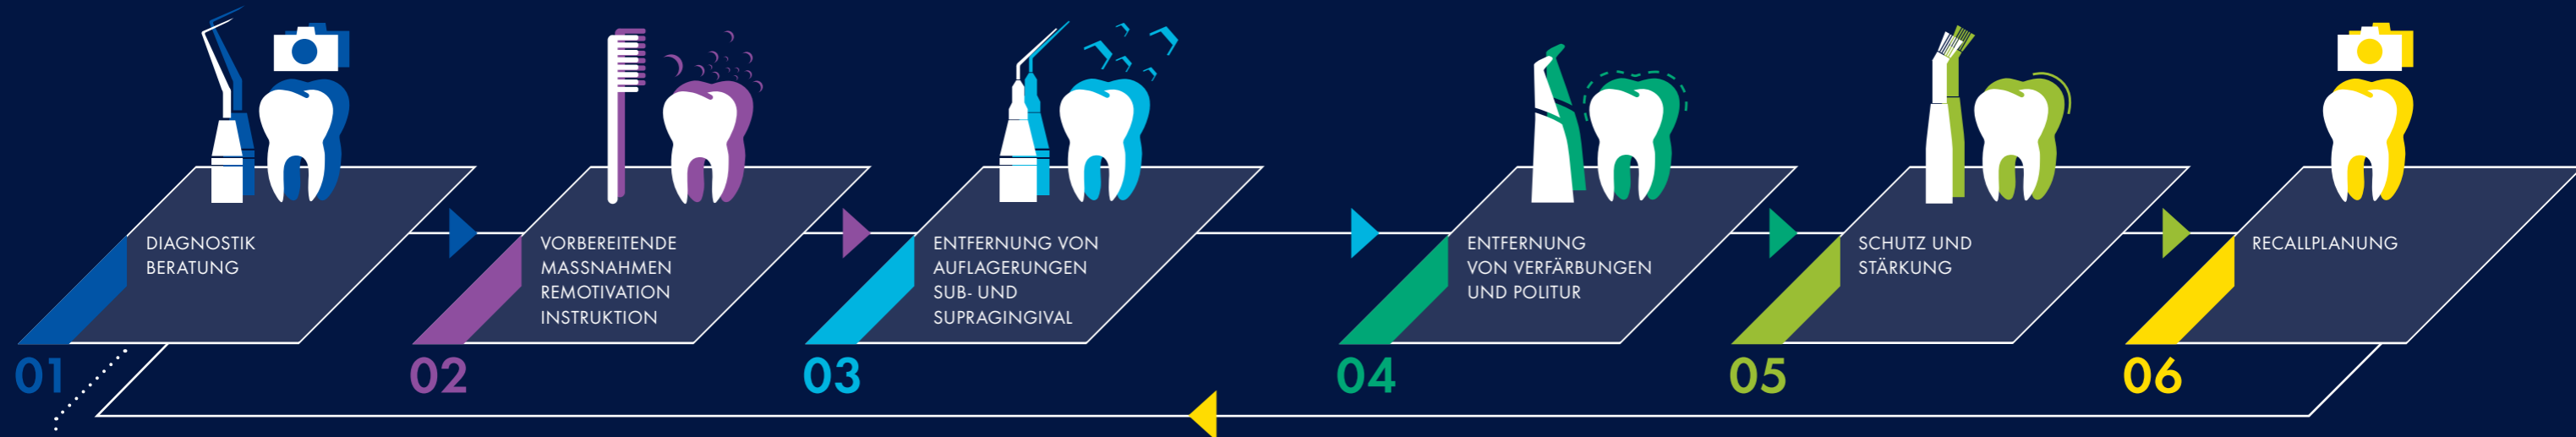 DIAGNOSTIK
BERATUNG
01
VORBEREITENDE
MASSNAHMEN
REMOTIVATION
INSTRUKTION
02
ENTFERNUNG VON
AUFLAGERUNGEN
SUB- UND
SUPRAGINGIVAL
03
ENTFERNUNG
VON VERFÄRBUNGEN
UND POLITUR
04
SCHUTZ UND
STÄRKUNG
05
RECALLPLANUNG
06